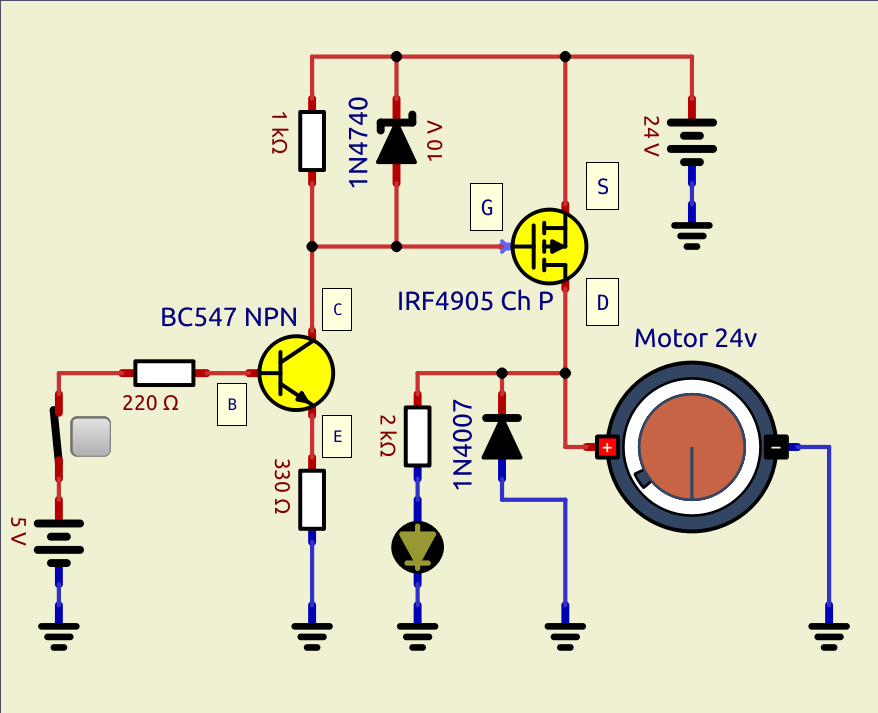 1 kΩ
1N4740
10 V
24 V
S
G
IRF4905 Ch P
D
C
BC547 NPN
Motor 24v
220 Ω
B
E
2 kΩ
1N4007
+
-
330 Ω
5 V